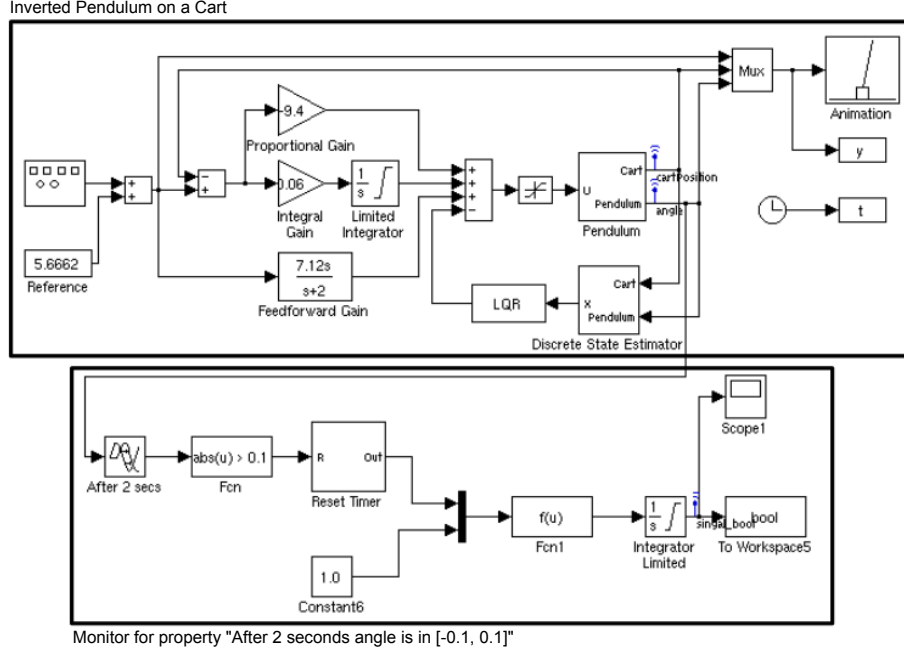 Inverted Pendulum on a Cart
Mux
Animation
-9.4
Proportional Gain
y
Cart
cartPosition
+
+
-
+
0.06
1
s
+
+
+
-
U
Pendulum
angle
Integral
Gain
Limited
Integrator
Pendulum
t
5.6662
Reference
7.12s
s+2
Feedforward Gain
Cart
LQR
x
Pendulum
Discrete State Estimator
Scope1
After 2 secs
abs(u) > 0.1
Fcn
R
Out
Reset Timer
f(u)
Fcn1
1
s
Integrator
Limited
singal_bool
bool
To Workspace5
1.0
Constant6
Monitor for property "After 2 seconds angle is in [-0.1, 0.1]"